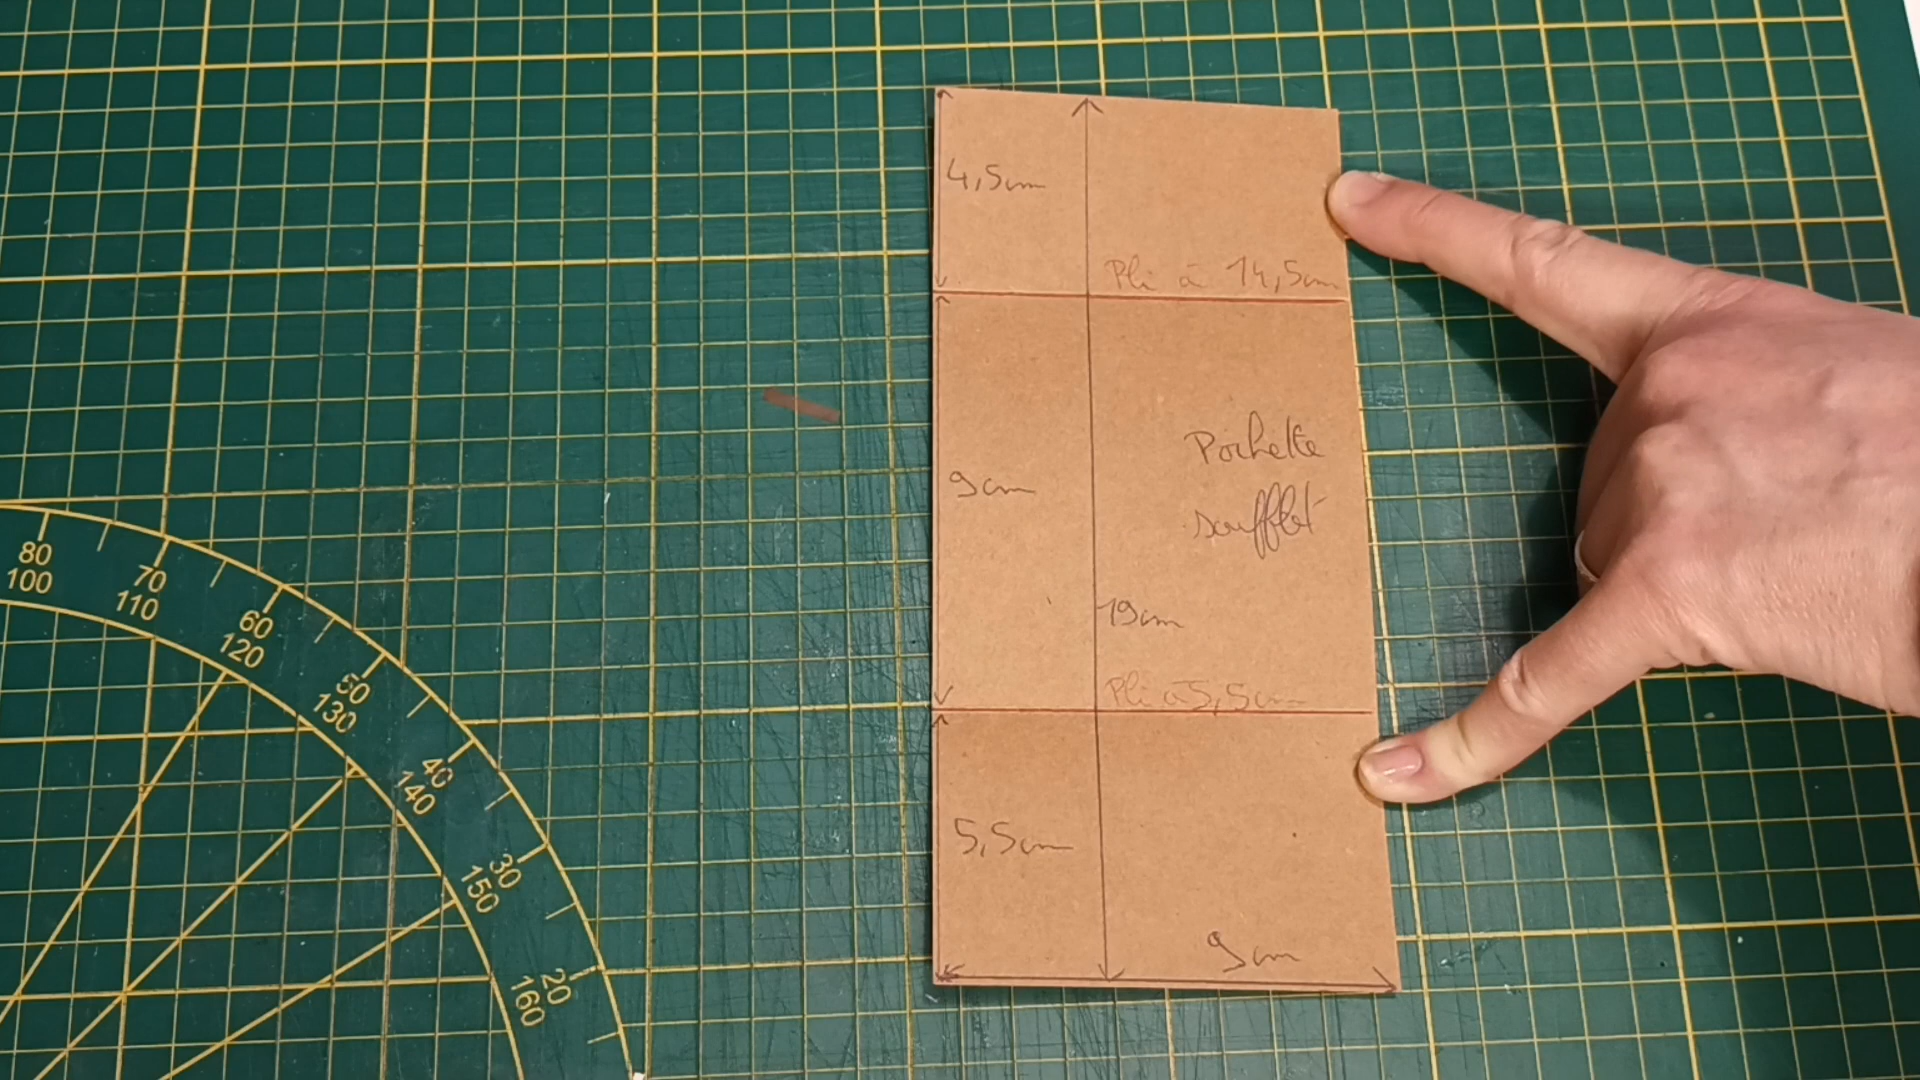 4,5cm
Pli à 14,5cm
9cm
Pochette
soufflet
19cm
Pli à 5,5cm
5,5cm
9cm
80
100
70
110
60
120
50
130
40
140
30
150
20
160